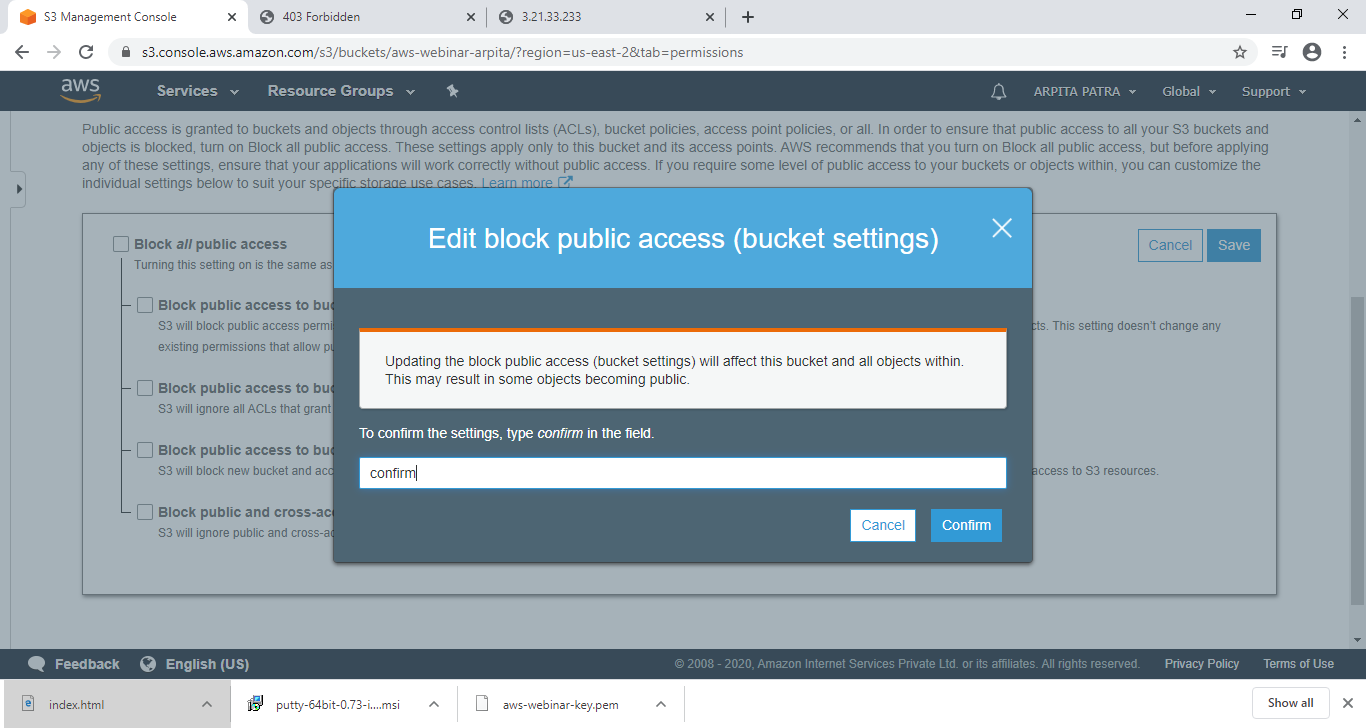 S3 Management Console
403 Forbidden
3.21.33.233
s3.console.aws.amazon.com/s3/buckets/aws-webinar-arpita/?region=us-east-2&tab=permissions
aws
Services
Resource Groups
ARPITA PATRA
Global
Support
Public access is granted to buckets and objects through access control lists (ACLs), bucket policies, access point policies, or all. In order to ensure that public access to all your S3 buckets and
objects is blocked, turn on Block all public access. These settings apply only to this bucket and its access points. AWS recommends that you turn on Block all public access, but before applying
any of these settings, ensure that your applications will work correctly without public access. If you require some level of public access to your buckets or objects within, you can customize the
individual settings below to suit your specific storage use cases. Learn more
Edit block public access (bucket settings)
Block all public access
Turning this setting on is the same as
Cancel
Save
Block public access to bu
S3 will block public access permi
cts. This setting doesn't change any
existing permissions that allow pu
Block public access to bu
S3 will ignore all ACLs that grant
Block public access to bu
S3 will block new bucket and acc
access to S3 resources.
Block public and cross-acc
S3 will ignore public and cross-ac
Updating the block public access (bucket settings) will affect this bucket and all objects within.
This may result in some objects becoming public.
To confirm the settings, type confirm in the field.
confirm
Cancel
Confirm
Feedback
English (US)
© 2008 - 2020, Amazon Internet Services Private Ltd. or its affiliates. All rights reserved.
Privacy Policy
Terms of Use
index.html
putty-64bit-0.73-i....msi
aws-webinar-key.pem
Show all